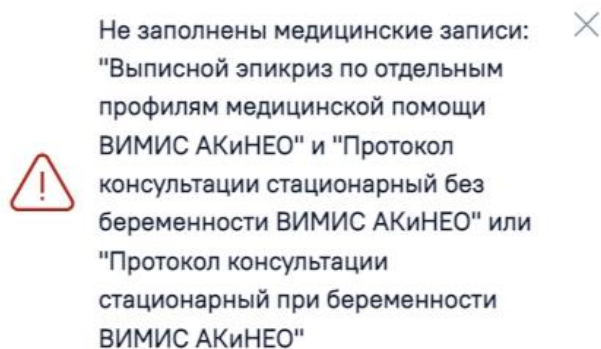 Не заполнены медицинские записи:
"Выписной эпикриз по отдельным
профилям медицинской помощи
ВИМИС АКиНЕО" и "Протокол
консультации стационарный без
беременности ВИМИС АКиНЕО" или
"Протокол консультации
стационарный при беременности
ВИМИС АКиНЕО"